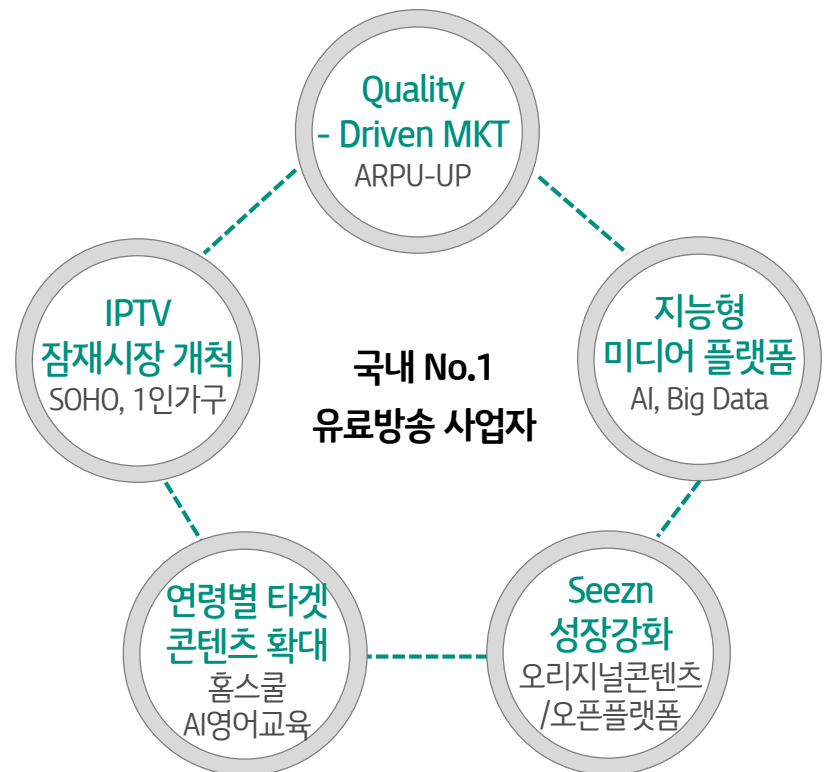 Quality
- Driven MKT
ARPU-UP
IPTV
잠재시장 개척
SOHO, 1인가구
국내 No.1
유료방송 사업자
지능형
미디어 플랫폼
AI, Big Data
연령별 타겟
콘텐츠 확대
홈스쿨
AI영어교육
Seezn
성장강화
오리지널콘텐츠
/오픈플랫폼